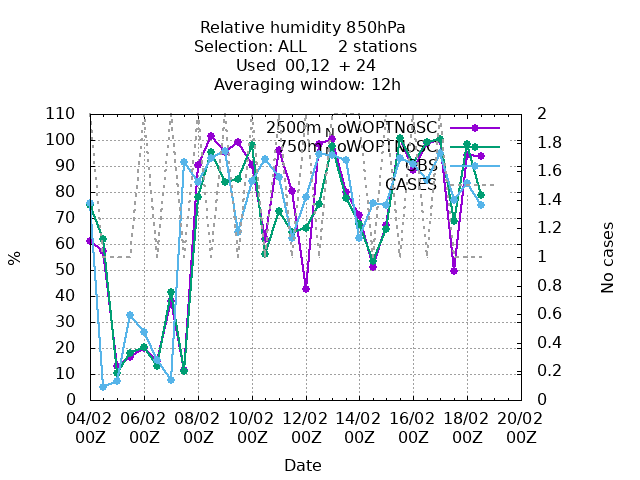 Relative humidity 850hPa
Selection: ALL 2 stations
Used 00,12 + 24
Averaging window: 12h
110
100
90
80
70
60
50
40
30
20
10
0
2
1.8
1.6
1.4
1.2
1
0.8
0.6
0.4
0.2
0
2500m_NoWOPTNoSC
750m_NoWOPTNoSC
OBS
CASES
%
No cases
04/02 06/02 08/02 10/02 12/02 14/02 16/02 18/02 20/02
00Z 00Z 00Z 00Z 00Z 00Z 00Z 00Z 00Z
Date